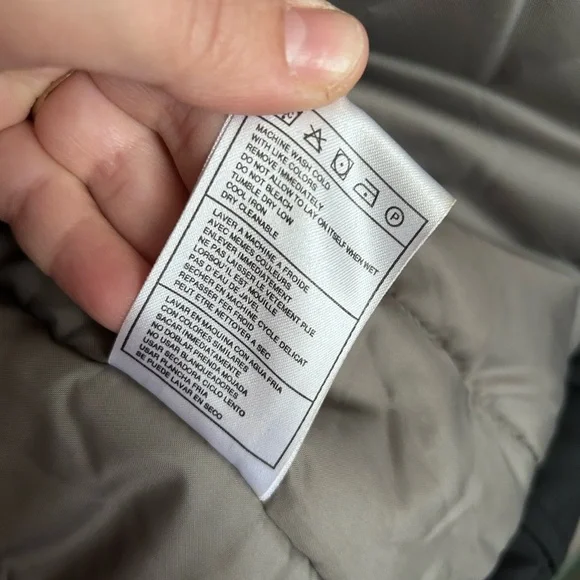 P
MACHINE WASH COLD
WITH LIKE COLORS
REMOVE IMMEDIATELY
DO NOT ALLOW TO LAY ON ITSELF WHEN WET
DO NOT BLEACH
TUMBLE DRY LOW
COOL IRON
DRY CLEANABLE
LAVER A MACHINE A FROIDE
AVEC MEMES COULEURS
ENLEVER IMMEDIATEMENT
NE PAS LAISSER LE VETEMENT PLIE
LORSQU'IL EST MOUILLE
PAS D'EAU DE JAVEL
SECHER EN MACHINE CYCLE DELICAT
REPASSER FER FROID
PEUT ETRE NETTOYER A SEC
LAVAR EN MAQUINA CON AGUA FRIA
CON COLORES SIMILARES
SACAR INMEDIATAMENTE
NO DOBLAR PRENDA MOJADA
NO USAR BLANQUEADORES
USAR SECADORA CICLO LENTO
USAR PLANCHA FRIA
SE PUEDE LAVAR EN SECO